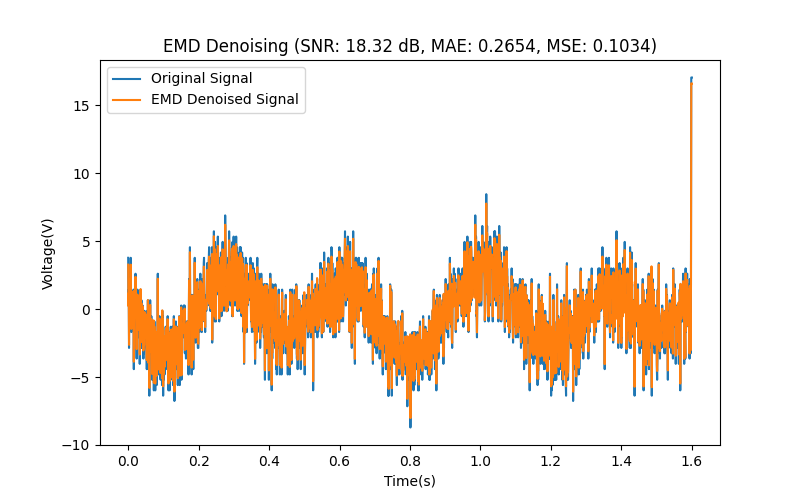 EMD Denoising (SNR: 18.32 dB, MAE: 0.2654, MSE: 0.1034)
Original Signal
EMD Denoised Signal
15
10
5
0
−5
−10
Voltage(V)
0.0 0.2 0.4 0.6 0.8 1.0 1.2 1.4 1.6
Time(s)